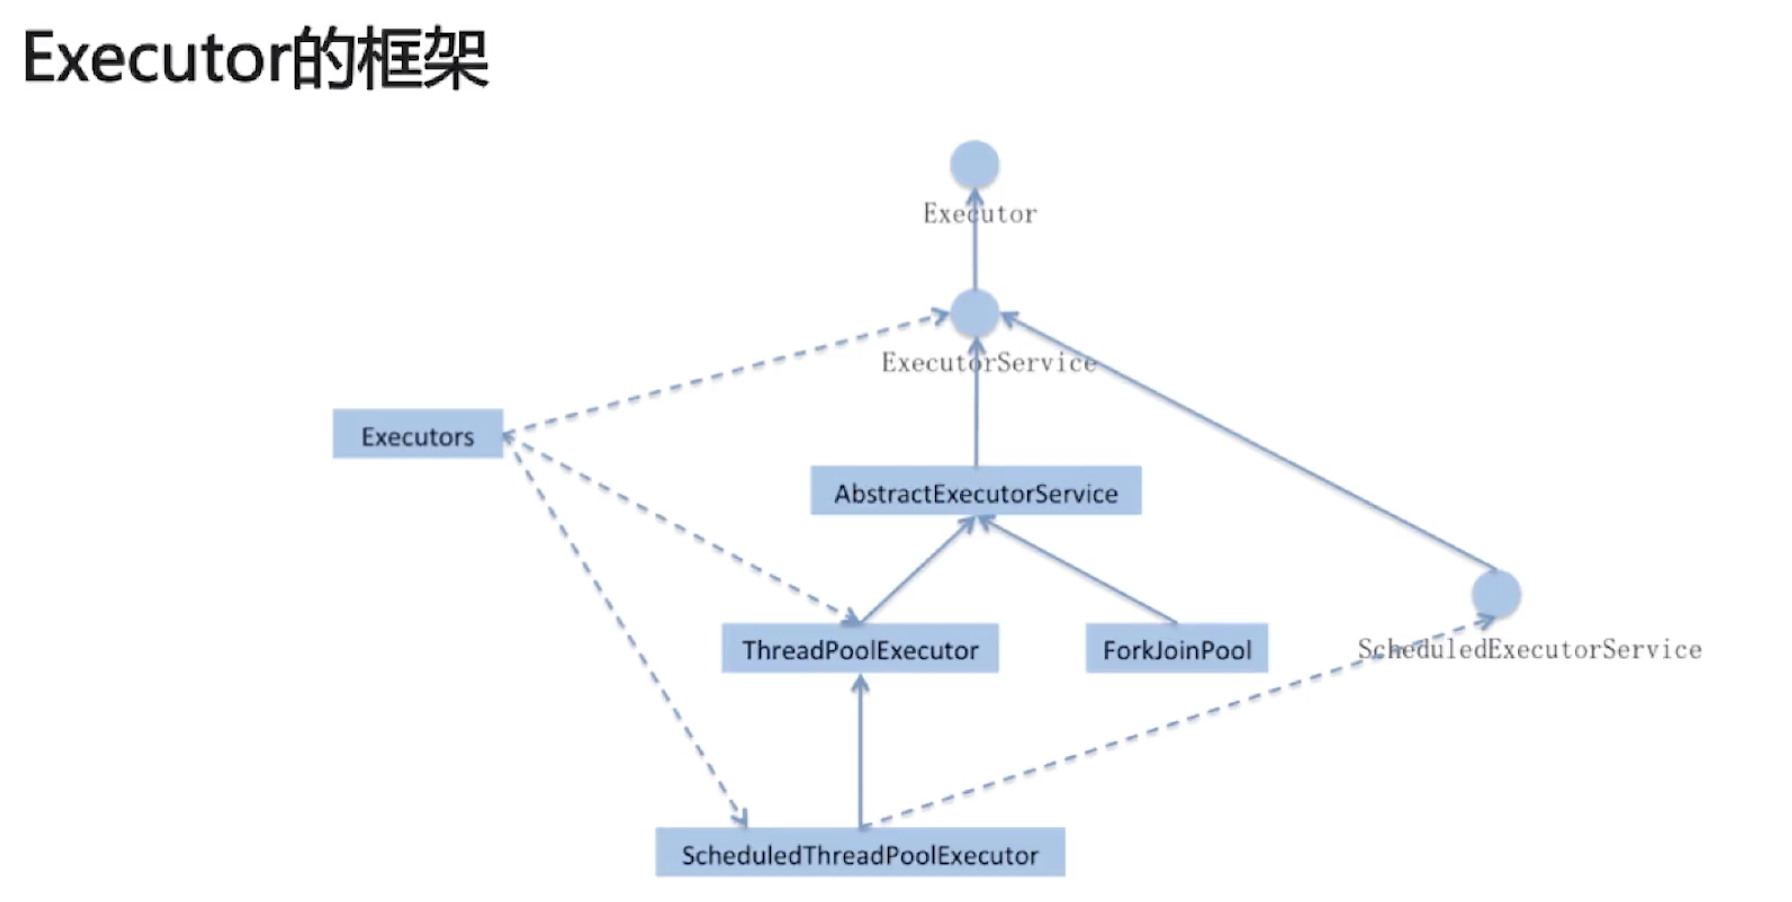 Executor的框架
Executor
ExecutorService
Executors
AbstractExecutorService
ThreadPoolExecutor
ForkJoinPool
ScheduledExecutorService
ScheduledThreadPoolExecutor